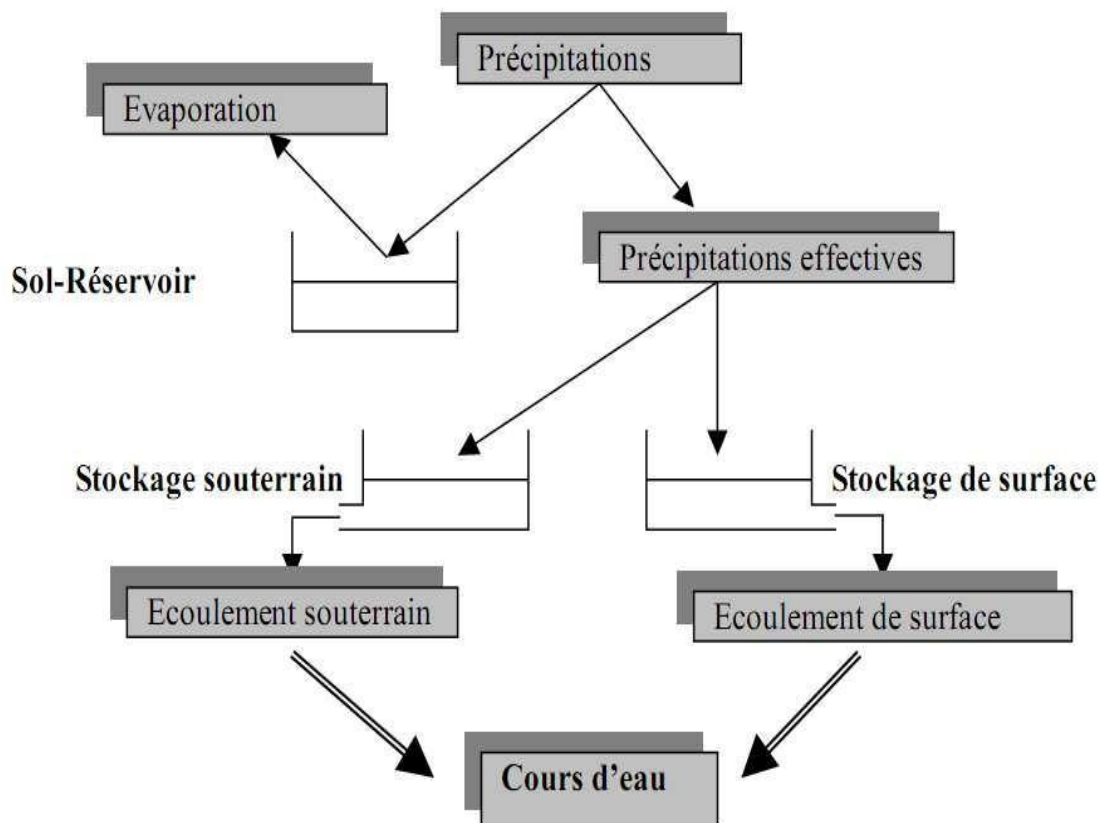 Précipitations
Evaporation
Précipitations effectives
Sol-Réservoir
Stockage souterrain
Stockage de surface
Ecoulement souterrain
Ecoulement de surface
Cours d’eau